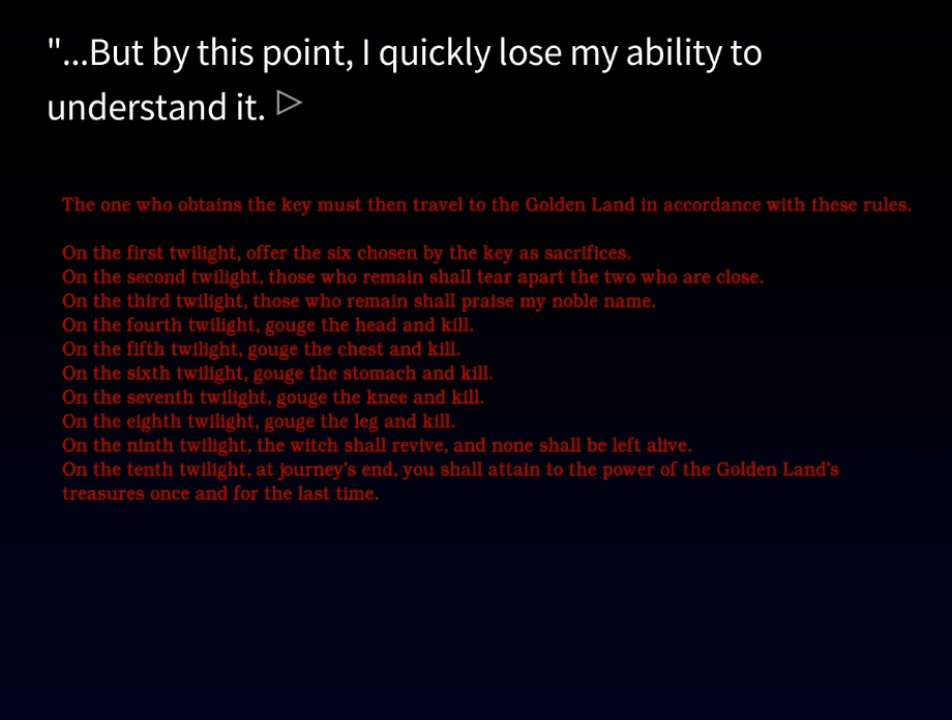 "...But by this point, I quickly lose my ability to
understand it.
The one who obtains the key must then travel to the Golden Land in accordance with these rules.
On the first twilight, offer the six chosen by the key as sacrifices.
On the second twilight, those who remain shall tear apart the two who are close.
On the third twilight, those who remain shall praise my noble name.
On the fourth twilight, gouge the head and kill.
On the fifth twilight, gouge the chest and kill.
On the sixth twilight, gouge the stomach and kill.
On the seventh twilight, gouge the knee and kill.
On the eighth twilight, gouge the leg and kill.
On the ninth twilight, the witch shall revive, and none shall be left alive.
On the tenth twilight, at journey's end, you shall attain to the power of the Golden Land's
treasures once and for the last time.